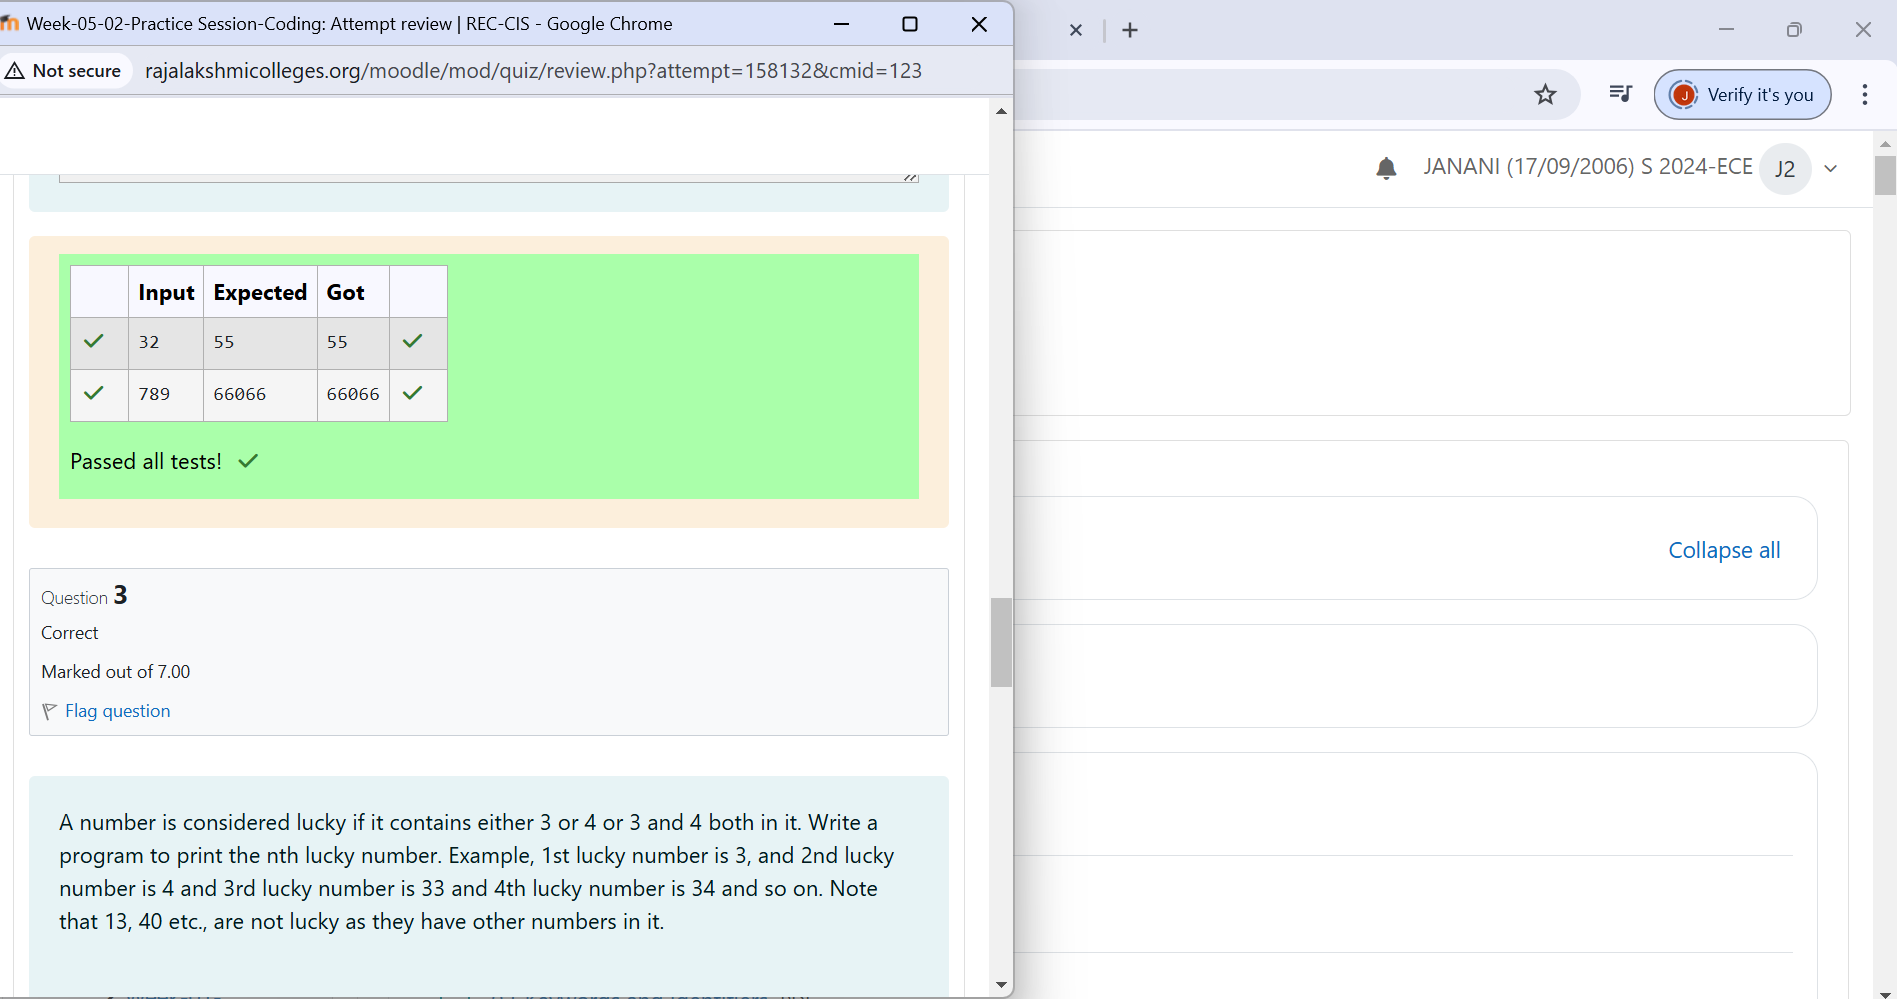 Week-05-02-Practice Session-Coding: Attempt review | REC-CIS - Google Chrome
Not secure
rajalakshmicolleges.org/moodle/mod/quiz/review.php?attempt=158132&cmid=123
J
Verify it's you
JANANI (17/09/2006) S 2024-ECE
J2
Input Expected Got
32 55 55
789 66066 66066
Passed all tests!
Collapse all
Question 3
Correct
Marked out of 7.00
Flag question
A number is considered lucky if it contains either 3 or 4 or 3 and 4 both in it. Write a
program to print the nth lucky number. Example, 1st lucky number is 3, and 2nd lucky
number is 4 and 3rd lucky number is 33 and 4th lucky number is 34 and so on. Note
that 13, 40 etc., are not lucky as they have other numbers in it.